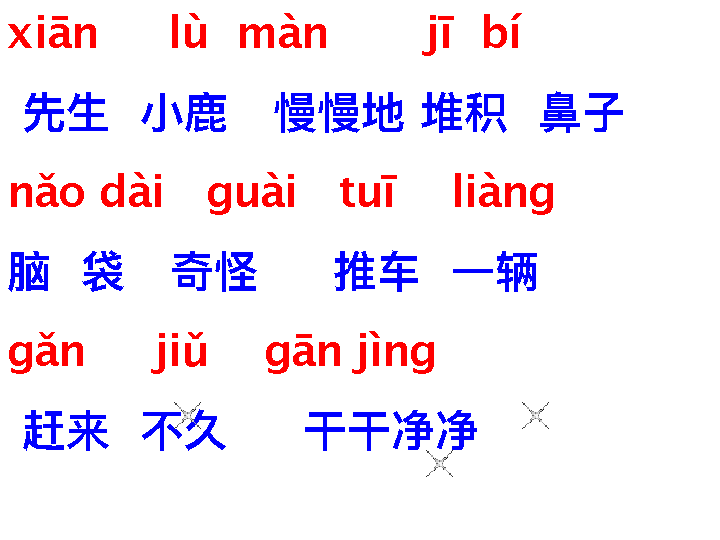 xiān lù màn jī bí
先生 小鹿 慢慢地 堆积 鼻子
nǎo dài guài tuī liàng
脑 袋 奇怪 推车 一辆
gǎn jiǔ gān jìng
赶来 不久 干干净净